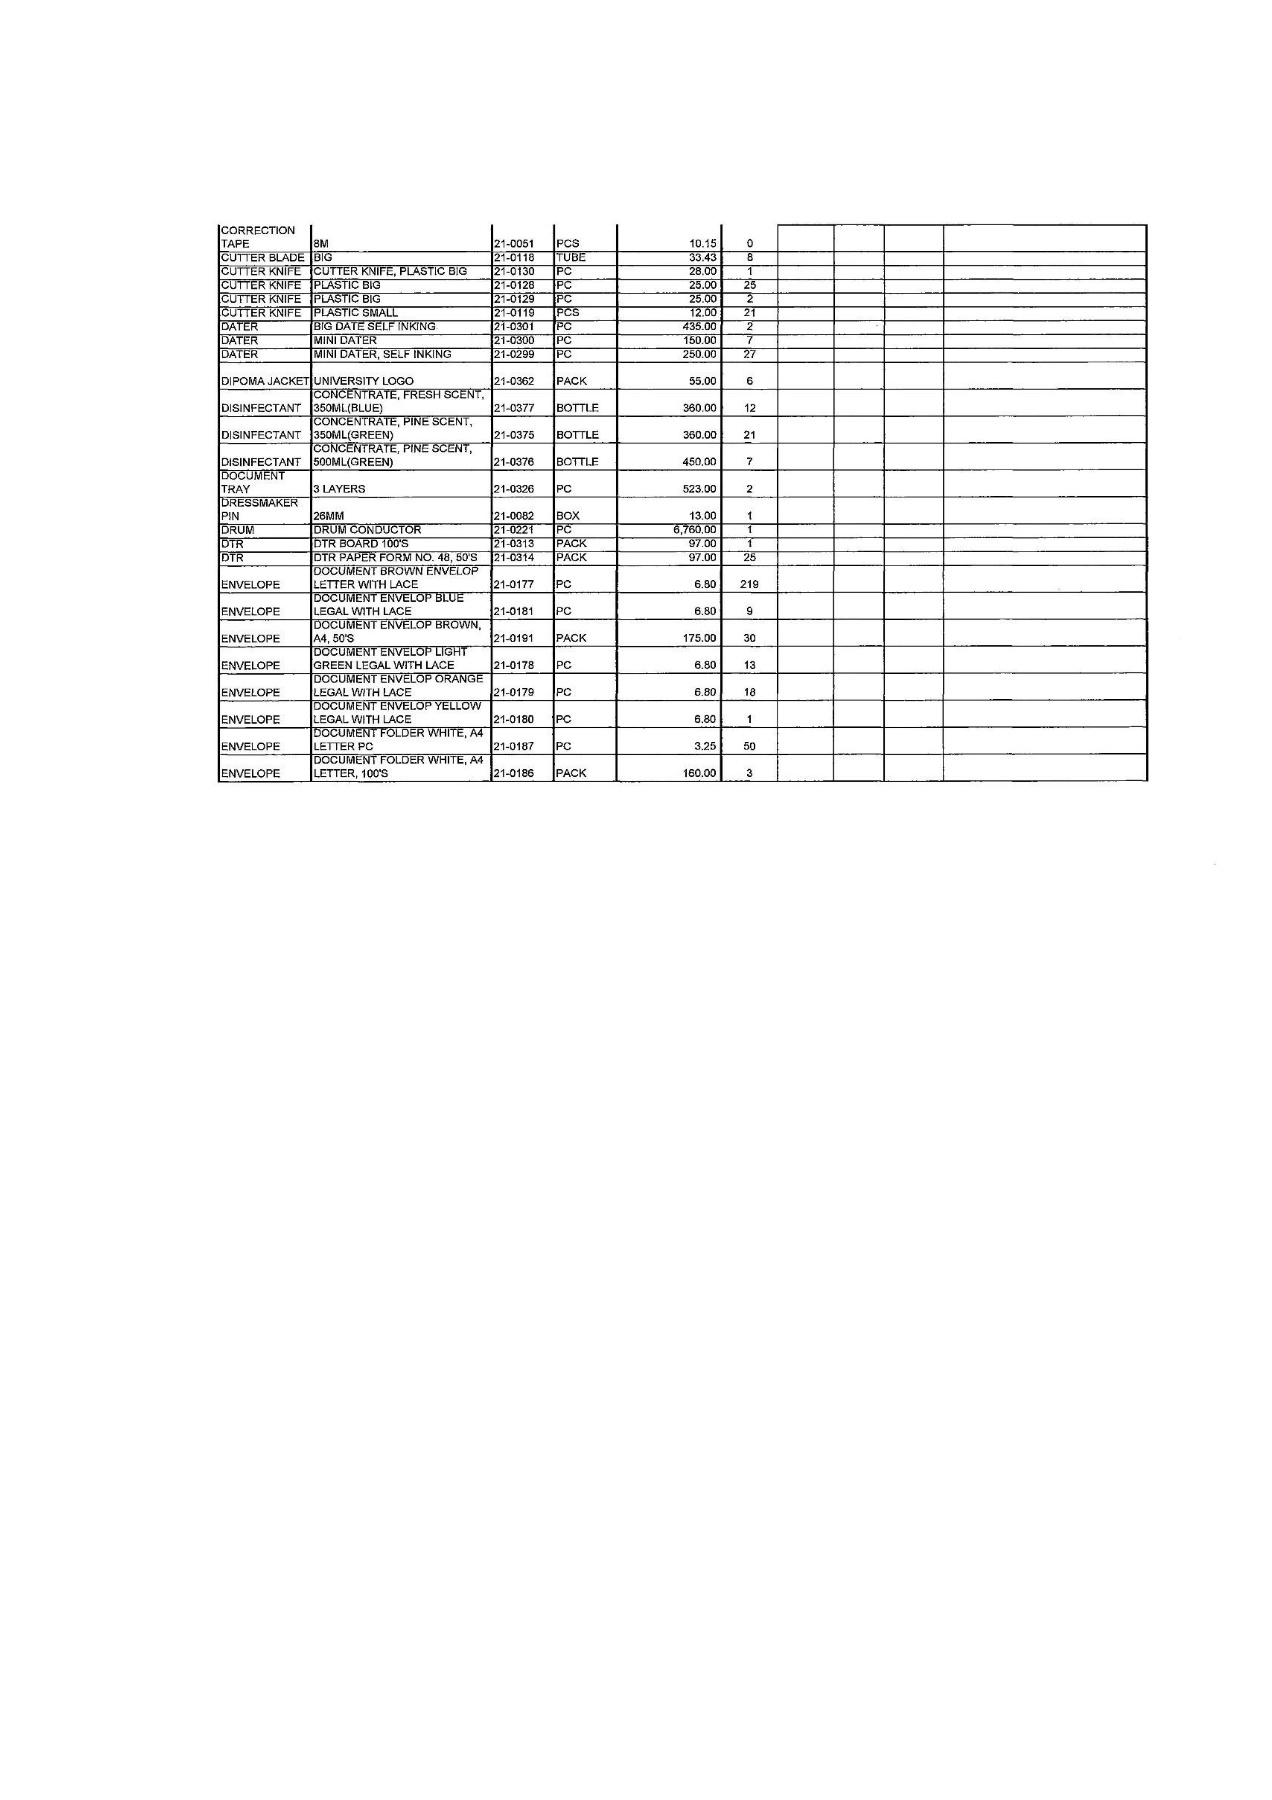 CORRECTION
TAPE 8M 21-0051 PCS 10.15 0
CUTTER BLADE BIG 21-0118 TUBE 33.43 8
CUTTER KNIFE CUTTER KNIFE, PLASTIC BIG 21-0130 PC 28.00 1
CUTTER KNIFE PLASTIC BIG 21-0128 PC 25.00 25
CUTTER KNIFE PLASTIC BIG 21-0129 PC 25.00 2
CUTTER KNIFE PLASTIC SMALL 21-0119 PCS 12.00 21
DATER BIG DATE SELF INKING 21-0301 PC 435.00 2
DATER MINI DATER 21-0300 PC 150.00 7
DATER MINI DATER, SELF INKING 21-0299 PC 250.00 27
DIPOMA JACKET UNIVERSITY LOGO 21-0362 PACK 55.00 6
CONCENTRATE, FRESH SCENT,
DISINFECTANT 350ML(BLUE) 21-0377 BOTTLE 360.00 12
CONCENTRATE, PINE SCENT,
DISINFECTANT 350ML(GREEN) 21-0375 BOTTLE 360.00 21
CONCENTRATE, PINE SCENT,
DISINFECTANT 500ML(GREEN) 21-0376 BOTTLE 450.00 7
DOCUMENT
TRAY 3 LAYERS 21-0326 PC 523.00 2
DRESSMAKER
PIN 26MM 21-0082 BOX 13.00 1
DRUM DRUM CONDUCTOR 21-0221 PC 6,760.00 1
DTR DTR BOARD 100'S 21-0313 PACK 97.00 1
DTR DTR PAPER FORM NO. 48, 50'S 21-0314 PACK 97.00 25
DOCUMENT BROWN ENVELOP
ENVELOPE LETTER WITH LACE 21-0177 PC 6.80 219
DOCUMENT ENVELOP BLUE
ENVELOPE LEGAL WITH LACE 21-0181 PC 6.80 9
DOCUMENT ENVELOP BROWN,
ENVELOPE A4, 50'S 21-0191 PACK 175.00 30
DOCUMENT ENVELOP LIGHT
ENVELOPE GREEN LEGAL WITH LACE 21-0178 PC 6.80 13
DOCUMENT ENVELOP ORANGE
ENVELOPE LEGAL WITH LACE 21-0179 PC 6.80 18
DOCUMENT ENVELOP YELLOW
ENVELOPE LEGAL WITH LACE 21-0180 PC 6.80 1
DOCUMENT FOLDER WHITE, A4
ENVELOPE LETTER PC 21-0187 PC 3.25 50
DOCUMENT FOLDER WHITE, A4
ENVELOPE LETTER, 100'S 21-0186 PACK 160.00 3